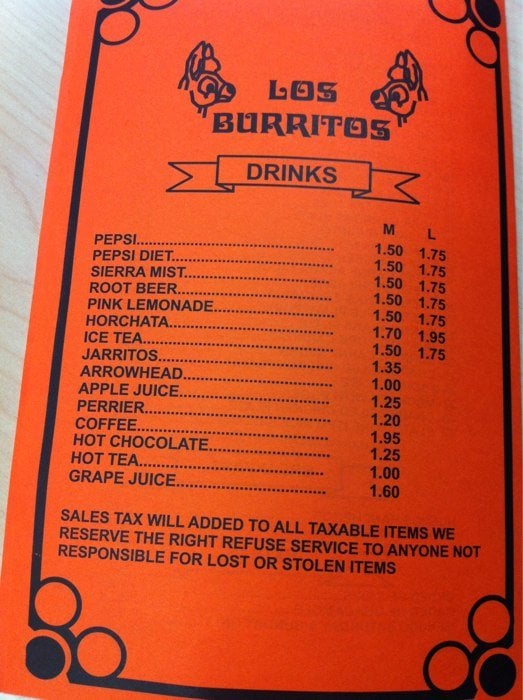 LOS
BURRITOS
DRINKS
M L
PEPSI 1.50 1.75
PEPSI DIET 1.50 1.75
SIERRA MIST 1.50 1.75
ROOT BEER 1.50 1.75
PINK LEMONADE 1.50 1.75
HORCHATA 1.70 1.95
ICE TEA 1.50 1.75
JARRITOS 1.35
ARROWHEAD 1.00
APPLE JUICE 1.25
PERRIER 1.20
COFFEE 1.95
HOT CHOCOLATE 1.25
HOT TEA 1.00
GRAPE JUICE 1.60
SALES TAX WILL ADDED TO ALL TAXABLE ITEMS WE
RESERVE THE RIGHT REFUSE SERVICE TO ANYONE NOT
RESPONSIBLE FOR LOST OR STOLEN ITEMS